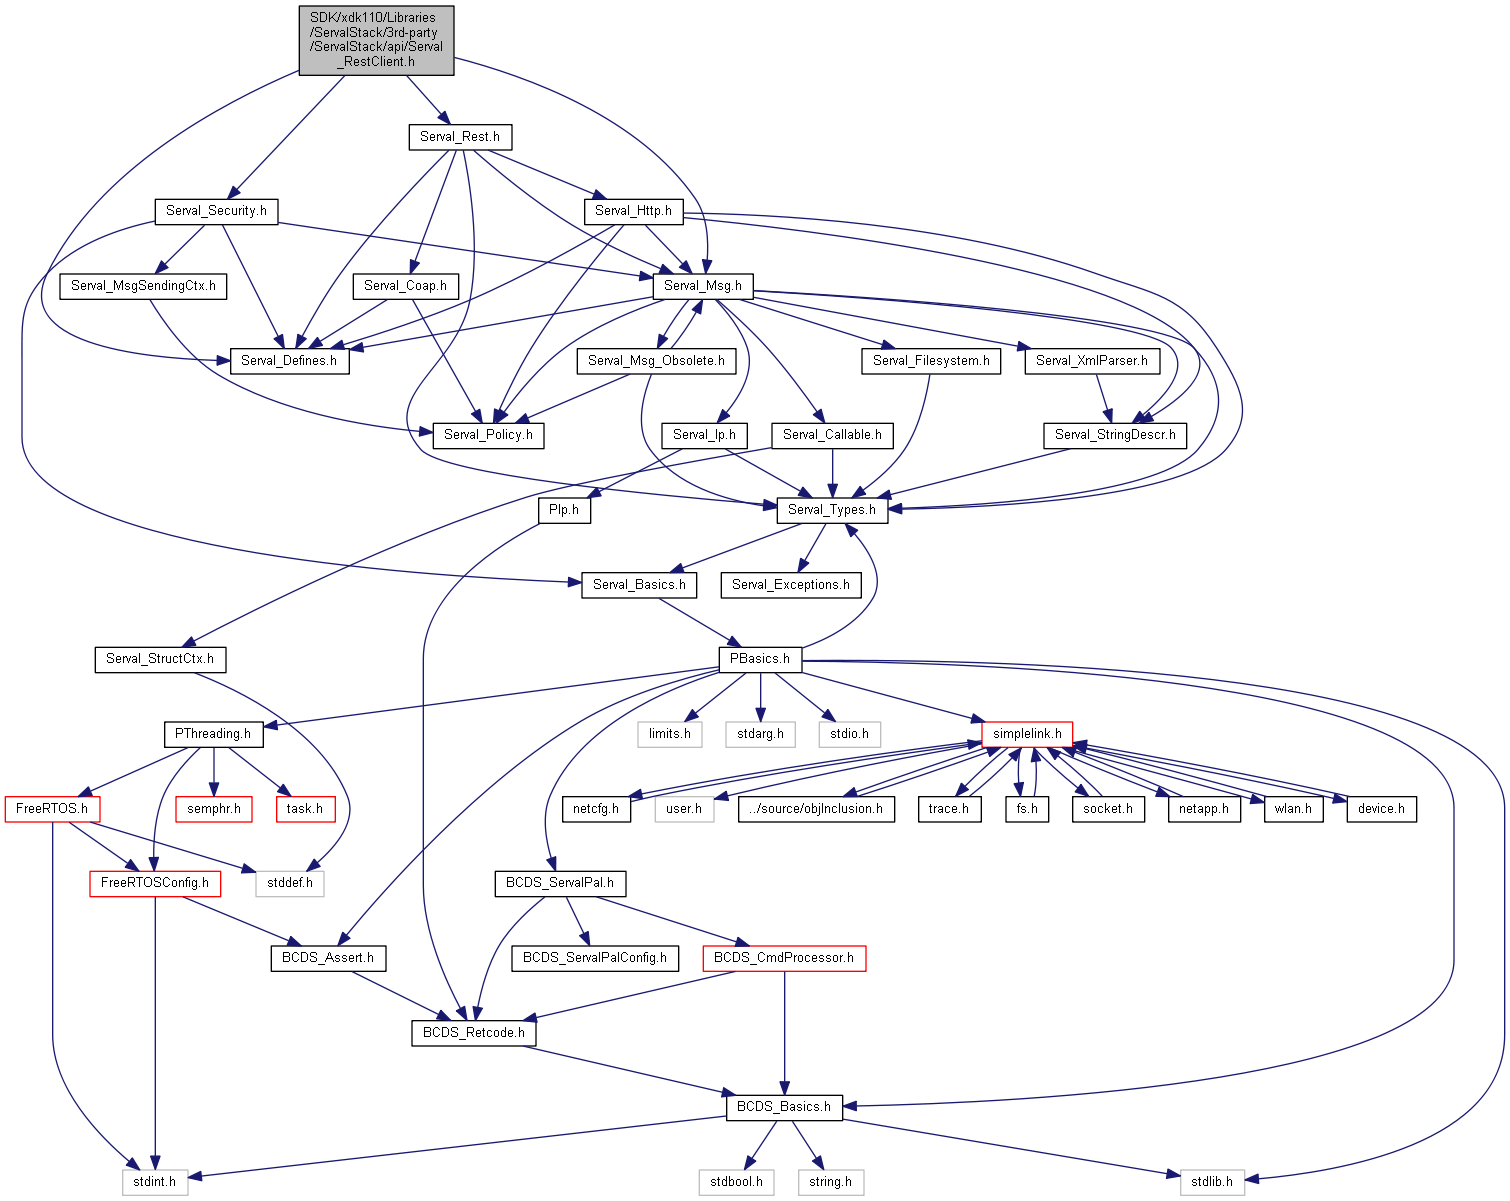 SDK/xdk110/Libraries
/ServalStack/3rd-party
/ServalStack/api/Serval
_RestClient.h
Serval_Rest.h
Serval_Security.h
Serval_Http.h
Serval_MsgSendingCtx.h
Serval_Coap.h
Serval_Msg.h
Serval_Defines.h
Serval_Msg_Obsolete.h
Serval_Filesystem.h
Serval_XmlParser.h
Serval_Policy.h
Serval_Ip.h
Serval_Callable.h
Serval_StringDescr.h
PIp.h
Serval_Types.h
Serval_Basics.h
Serval_Exceptions.h
Serval_StructCtx.h
PBasics.h
PThreading.h
limits.h
stdarg.h
stdio.h
simplelink.h
FreeRTOS.h
semphr.h
task.h
netcfg.h
user.h
../source/objInclusion.h
trace.h
fs.h
socket.h
netapp.h
wlan.h
device.h
FreeRTOSConfig.h
stddef.h
BCDS_ServalPal.h
BCDS_Assert.h
BCDS_ServalPalConfig.h
BCDS_CmdProcessor.h
BCDS_Retcode.h
BCDS_Basics.h
stdint.h
stdbool.h
string.h
stdlib.h